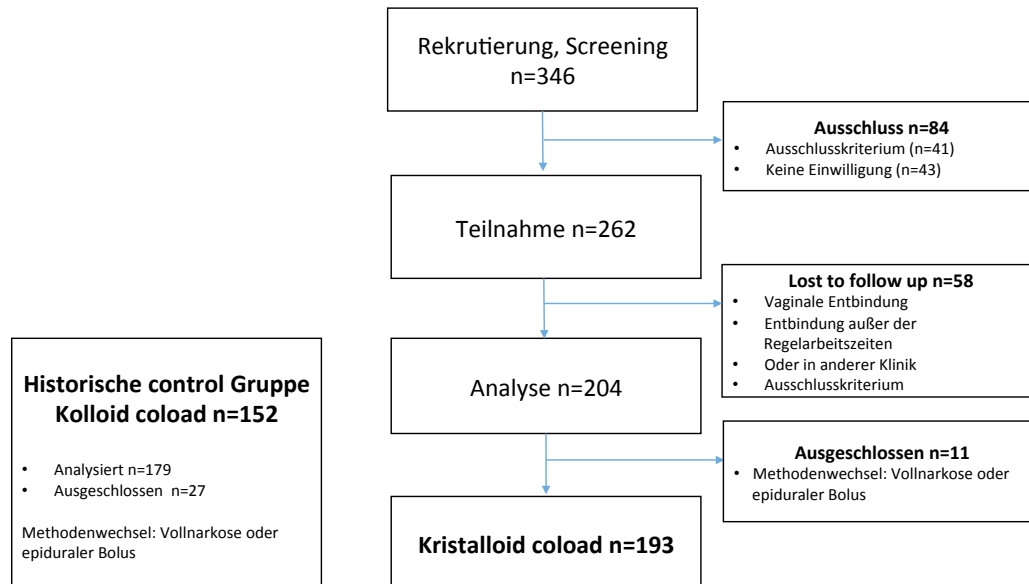 Rekrutierung, Screening
n=346
Ausschluss n=84
• Ausschlusskriterium (n=41)
• Keine Einwilligung (n=43)
Teilnahme n=262
Lost to follow up n=58
• Vaginale Entbindung
• Entbindung außer der
Regelarbeitszeiten
• Oder in anderer Klinik
• Ausschlusskriterium
Historische control Gruppe
Kolloid coload n=152
• Analysiert n=179
• Ausgeschlossen n=27
Methodenwechsel: Vollnarkose oder
epiduraler Bolus
Analyse n=204
Ausgeschlossen n=11
• Methodenwechsel: Vollnarkose oder
epiduraler Bolus
Kristalloid coload n=193